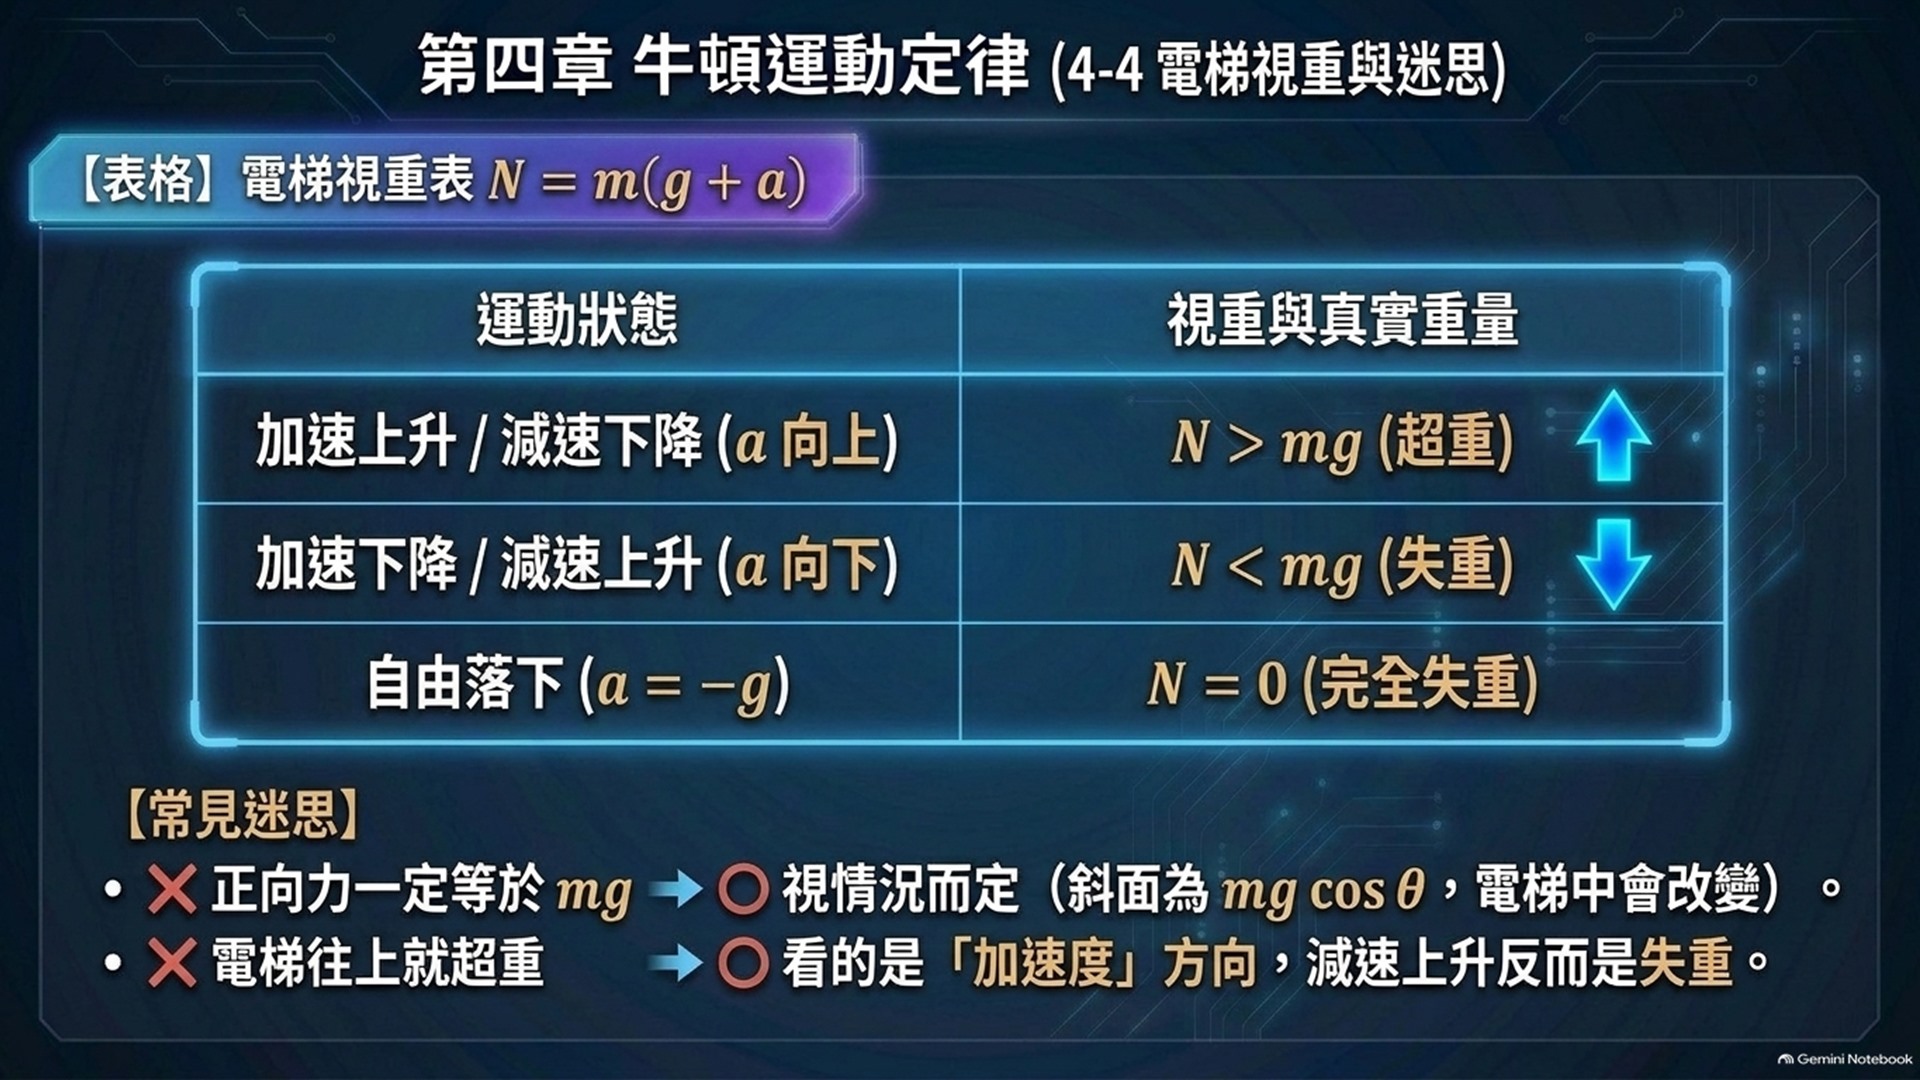 第四章 牛頓運動定律 (4-4 電梯視重與迷思)
【表格】電梯視重表 N = m(g + a)
運動狀態 視重與真實重量
加速上升 / 減速下降 (a 向上) N > mg (超重)
加速下降 / 減速上升 (a 向下) N < mg (失重)
自由落下 (a = −g) N = 0 (完全失重)
【常見迷思】
• ❌ 正向力一定等於 mg → ⭕ 視情況而定（斜面為 mg cos θ，電梯中會改變）。
• ❌ 電梯往上就超重 → ⭕ 看的是「加速度」方向，減速上升反而是失重。
Gemini Notebook